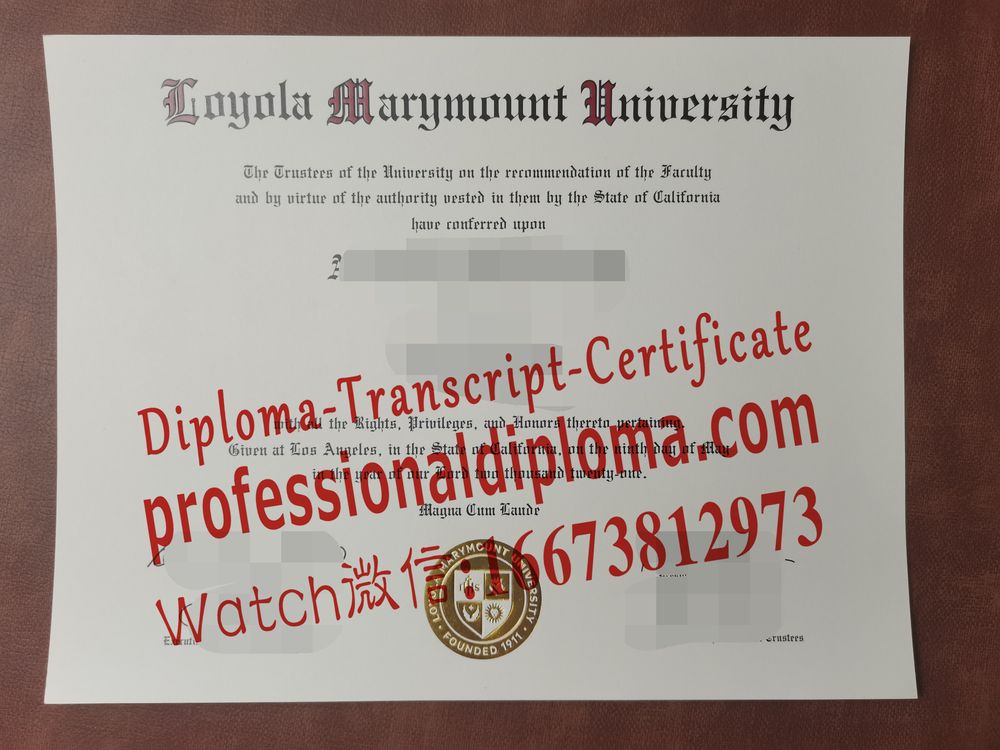 Loyola Marymount University
The Trustees of the University on the recommendation of the Faculty
and by virtue of the authority vested in them by the State of California
have conferred upon
Diploma-Transcript-Certificate
with all the Rights, Privileges, and Honors thereto pertaining.
Given at Los Angeles, in the State of California, on the ninth day of May
professionaldiploma.com
in the year of our Lord two thousand twenty-one.
Magna Cum Laude
Watch微信:16673812973
LOYOLA MARYMOUNT UNIVERSITY
IHS
· FOUNDED 1911 ·